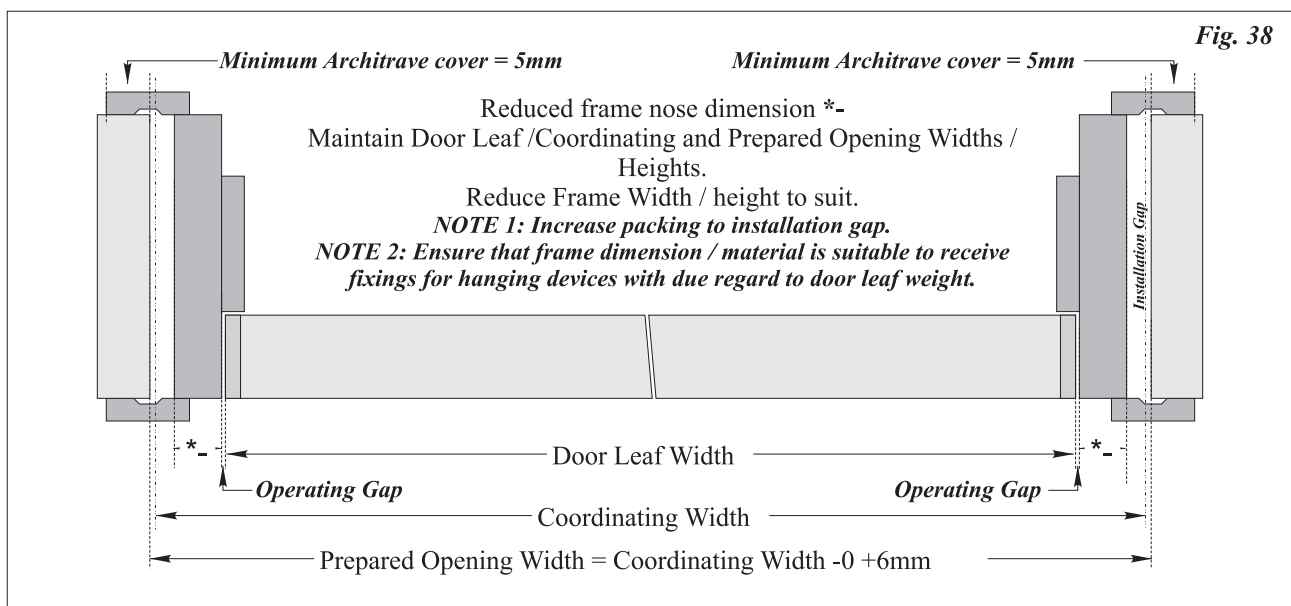 Fig. 38
Minimum Architrave cover = 5mm
Minimum Architrave cover = 5mm
Reduced frame nose dimension *-
Maintain Door Leaf /Coordinating and Prepared Opening Widths /
Heights.
Reduce Frame Width / height to suit.
NOTE 1: Increase packing to installation gap.
NOTE 2: Ensure that frame dimension / material is suitable to receive
fixings for hanging devices with due regard to door leaf weight.
Installation Gap
*-
Door Leaf Width
*-
Operating Gap
Operating Gap
Coordinating Width
Prepared Opening Width = Coordinating Width -0 +6mm